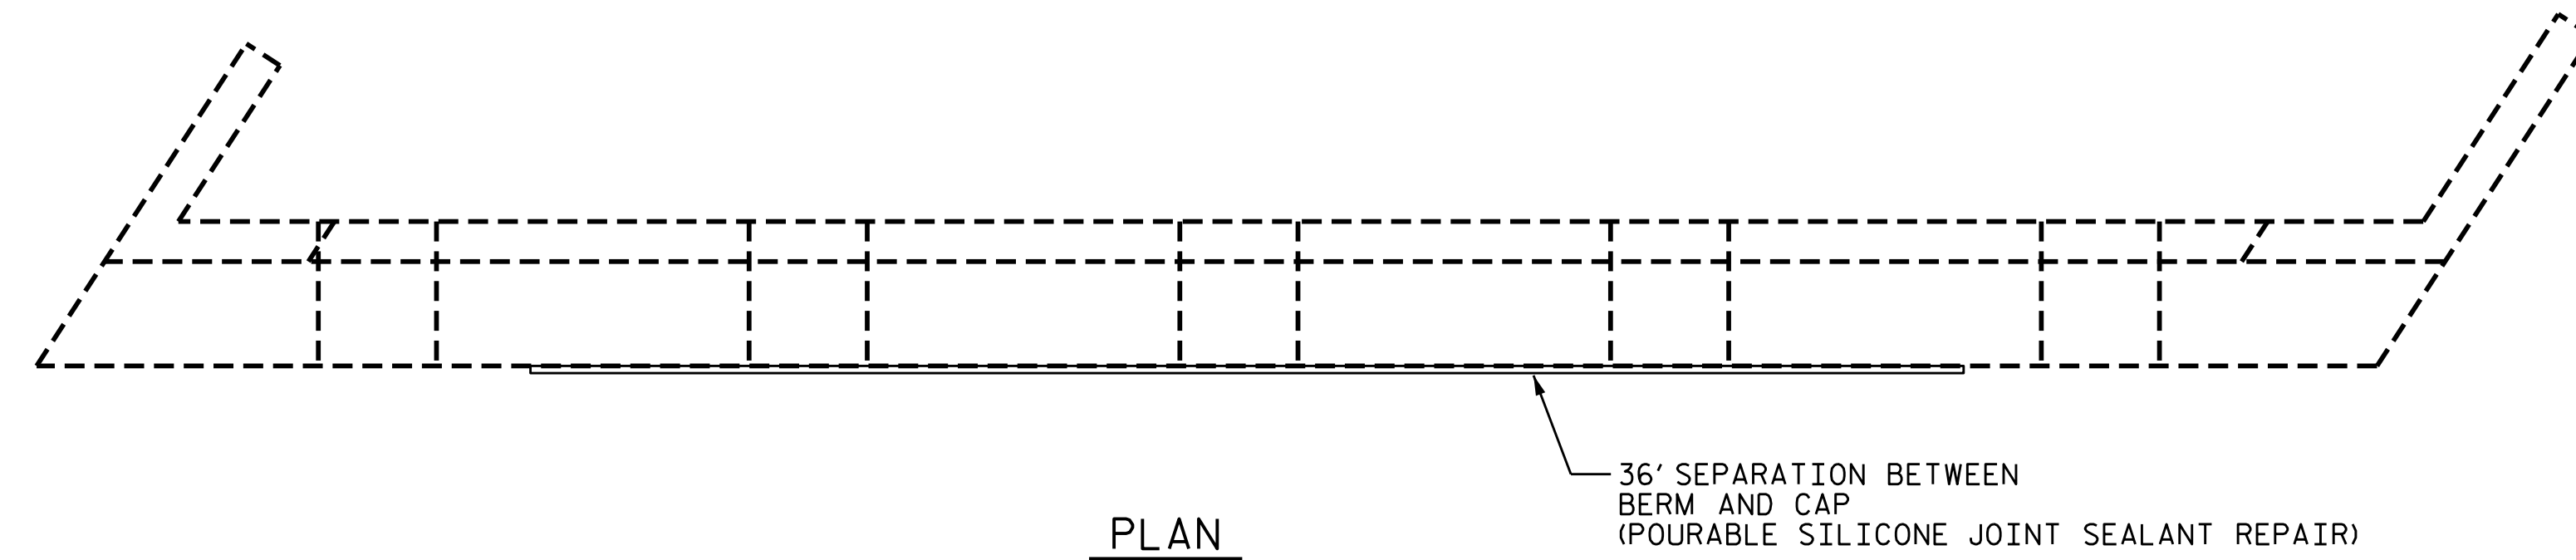 36' SEPARATION BETWEEN
BERM AND CAP
(POURABLE SILICONE JOINT SEALANT REPAIR)
PLAN